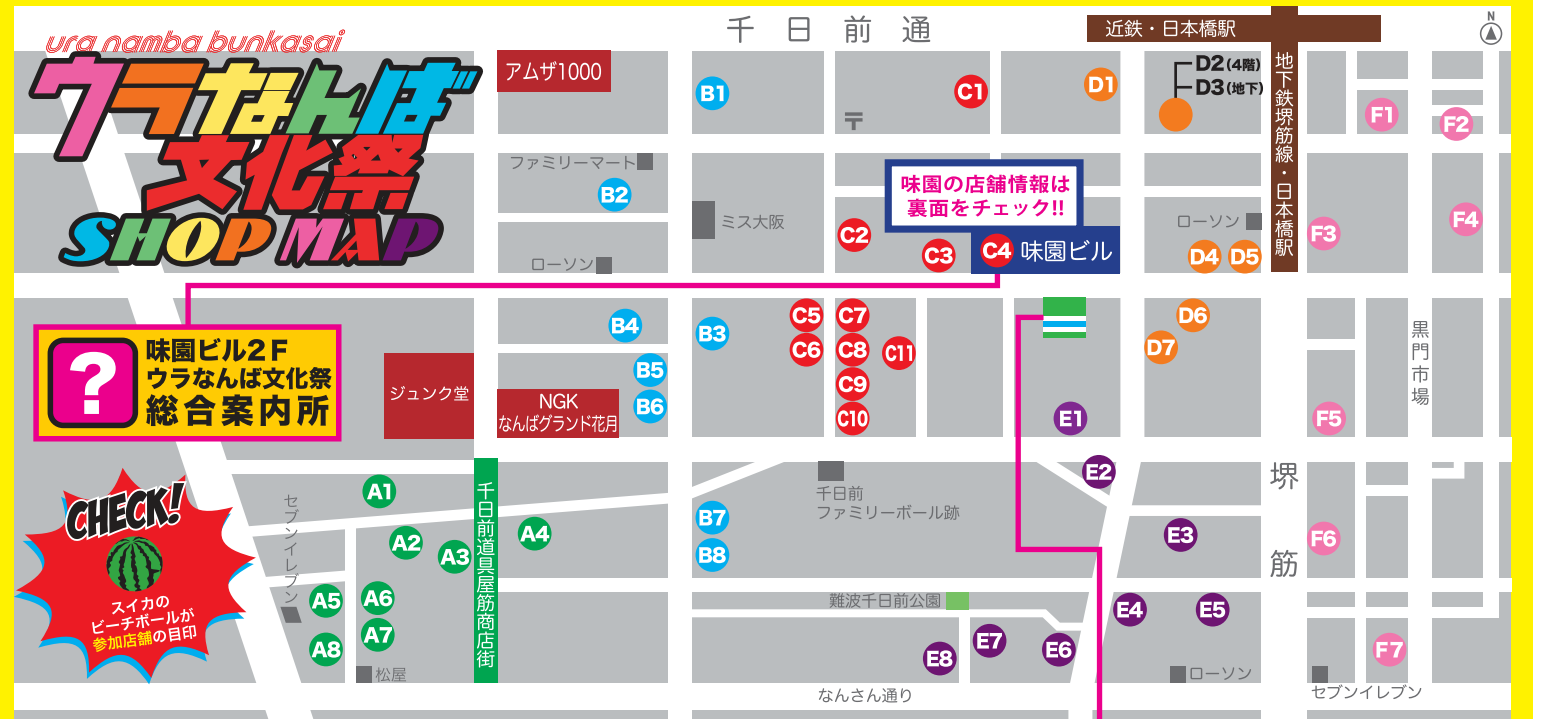 ura namba bunkasai
ウラなんば
文化祭
SHOP MAP
千日前通
近鉄・日本橋駅
N
アムザ1000
B1
〒
C1
D1
D2(4階)
D3(地下)
地下鉄堺筋線・日本橋駅
F1
F2
ファミリーマート
B2
ローソン
ミス大阪
味園の店舗情報は
裏面をチェック!!
C2
C3
C4 味園ビル
ローソン
D4
D5
F3
F4
?
味園ビル2F
ウラなんば文化祭
総合案内所
ジュンク堂
NGK
なんばグランド花月
B4
B5
B6
B3
C5
C6
C7
C8
C9
C10
C11
E1
D6
D7
F5
黒門市場
CHECK!
スイカの
ビーチボールが
参加店舗の目印
セブンイレブン
A1
A2
A3
A4
A5
A6
A7
A8
松屋
千日前道具屋筋商店街
B7
B8
千日前
ファミリーボール跡
難波千日前公園
E2
E3
E4
E5
E6
E7
E8
堺筋
F6
F7
なんさん通り
ローソン
セブンイレブン